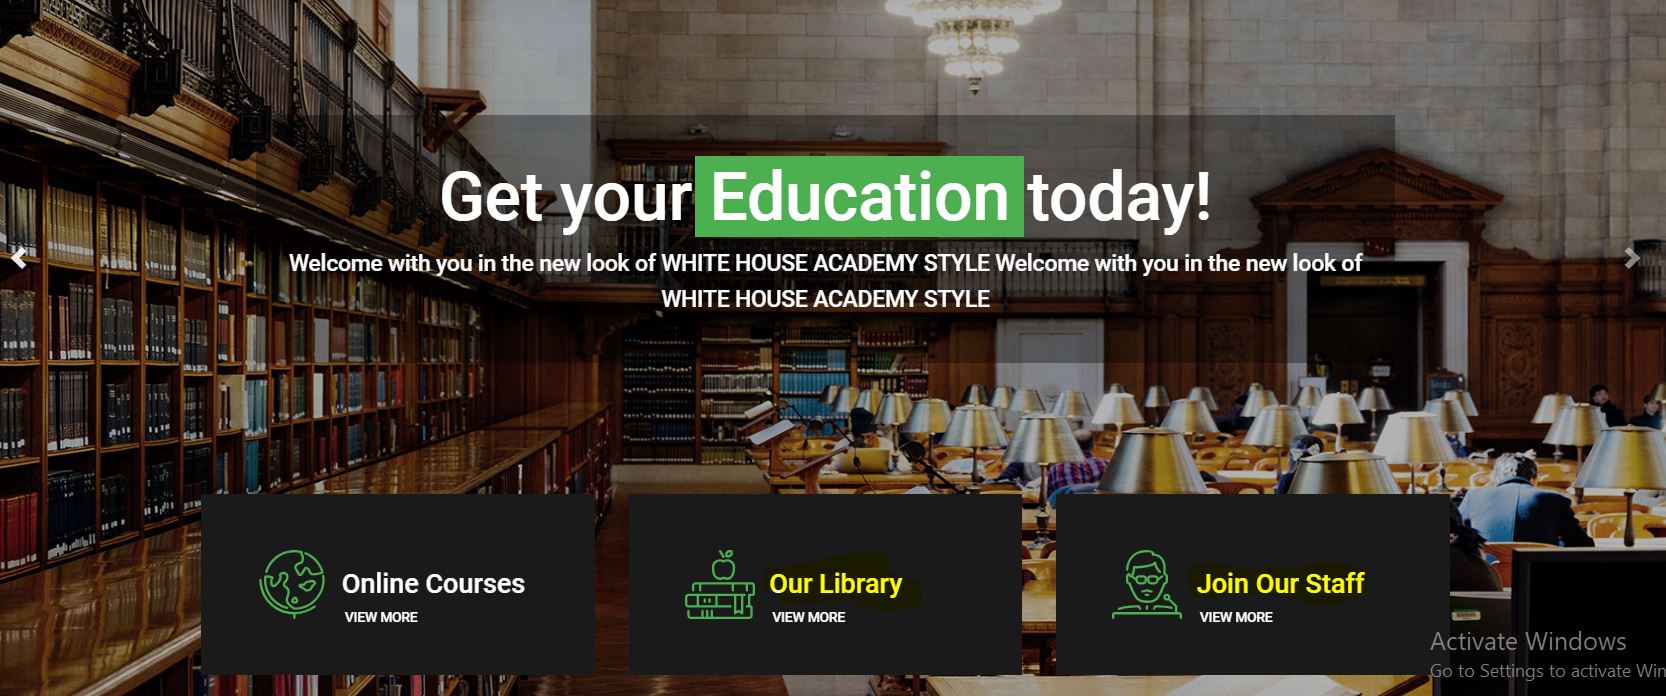 Get your Education today!
Welcome with you in the new look of WHITE HOUSE ACADEMY STYLE Welcome with you in the new look of
WHITE HOUSE ACADEMY STYLE
Online Courses
VIEW MORE
Our Library
VIEW MORE
Join Our Staff
VIEW MORE
Activate Windows
Go to Settings to activate Win